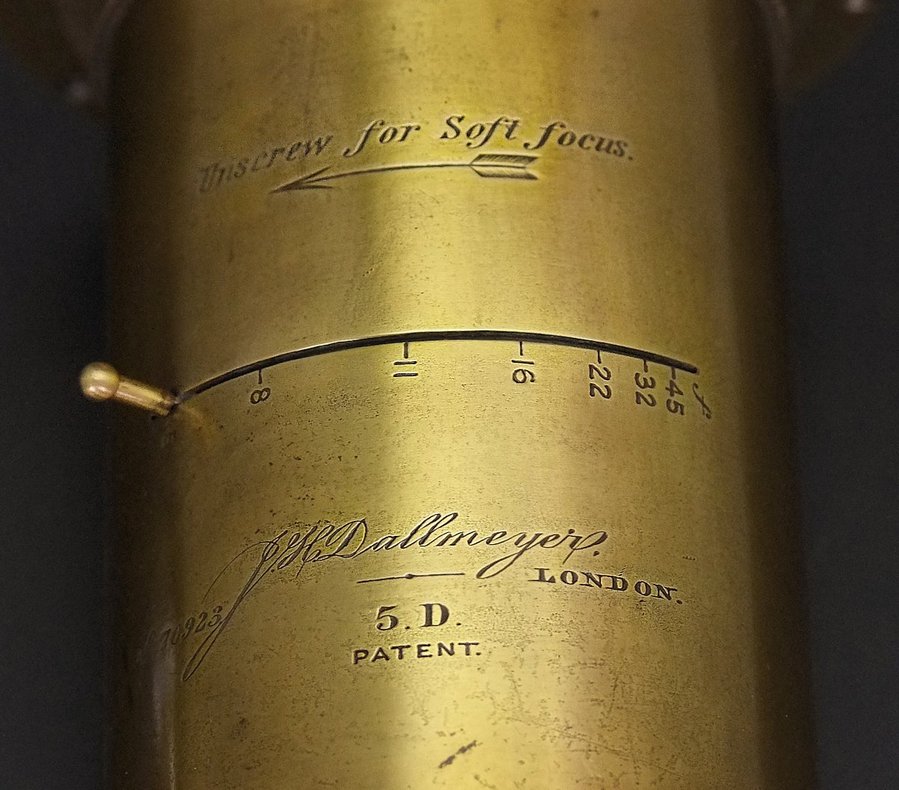 Unscrew for Soft focus.
8 11 16 22 32 45 f
J H Dallmeyer.
LONDON.
5. D.
PATENT.